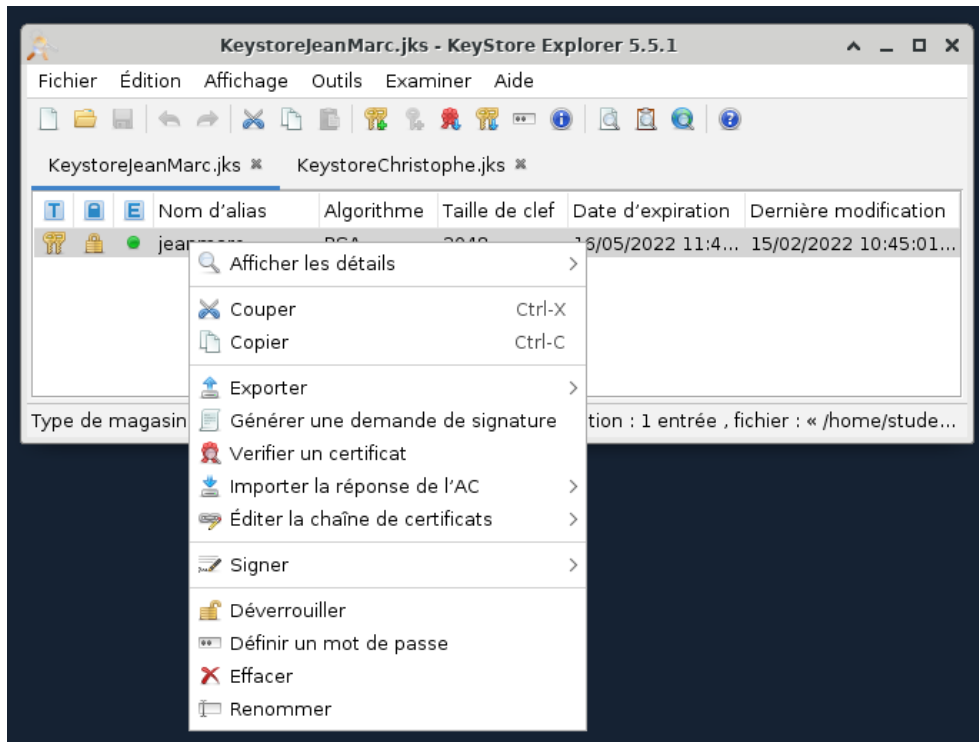 KeystoreJeanMarc.jks - KeyStore Explorer 5.5.1
Fichier Édition Affichage Outils Examiner Aide
KeystoreJeanMarc.jks KeystoreChristophe.jks
T E Nom d’alias Algorithme Taille de clef Date d’expiration Dernière modification
16/05/2022 11:4... 15/02/2022 10:45:01...
Afficher les détails
Couper Ctrl-X
Copier Ctrl-C
Exporter
Type de magasin
Générer une demande de signature
tion : 1 entrée , fichier : « /home/stude...
Verifier un certificat
Importer la réponse de l’AC
Éditer la chaîne de certificats
Signer
Déverrouiller
Définir un mot de passe
Effacer
Renommer